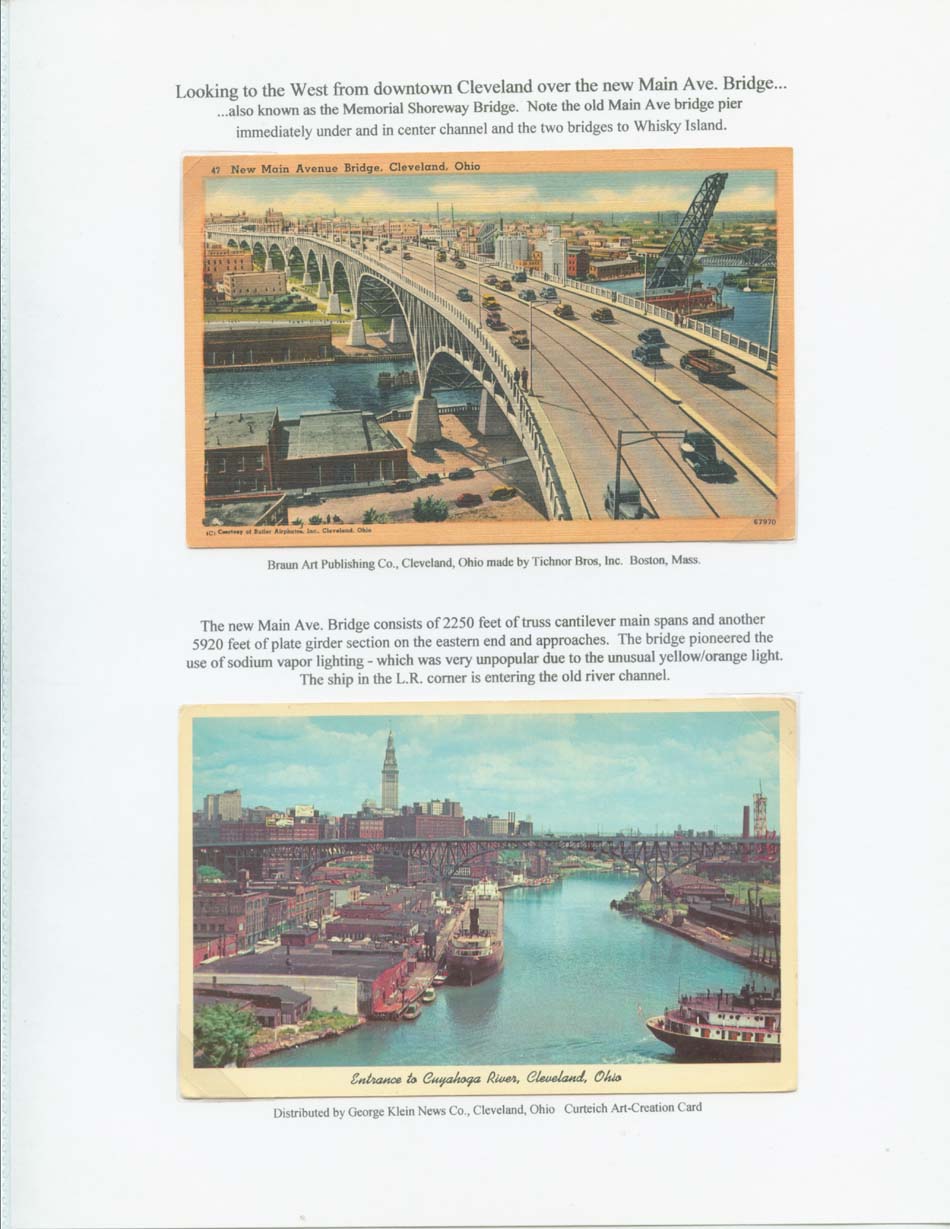 Looking to the West from downtown Cleveland over the new Main Ave. Bridge...
...also known as the Memorial Shoreway Bridge. Note the old Main Ave bridge pier
immediately under and in center channel and the two bridges to Whisky Island.
47 New Main Avenue Bridge, Cleveland, Ohio
(C) Courtesy of Butler Airphotos, Inc., Cleveland, Ohio
67970
Braun Art Publishing Co., Cleveland, Ohio made by Tichnor Bros, Inc. Boston, Mass.
The new Main Ave. Bridge consists of 2250 feet of truss cantilever main spans and another
5920 feet of plate girder section on the eastern end and approaches. The bridge pioneered the
use of sodium vapor lighting - which was very unpopular due to the unusual yellow/orange light.
The ship in the L.R. corner is entering the old river channel.
Entrance to Cuyahoga River, Cleveland, Ohio
Distributed by George Klein News Co., Cleveland, Ohio Curteich Art-Creation Card